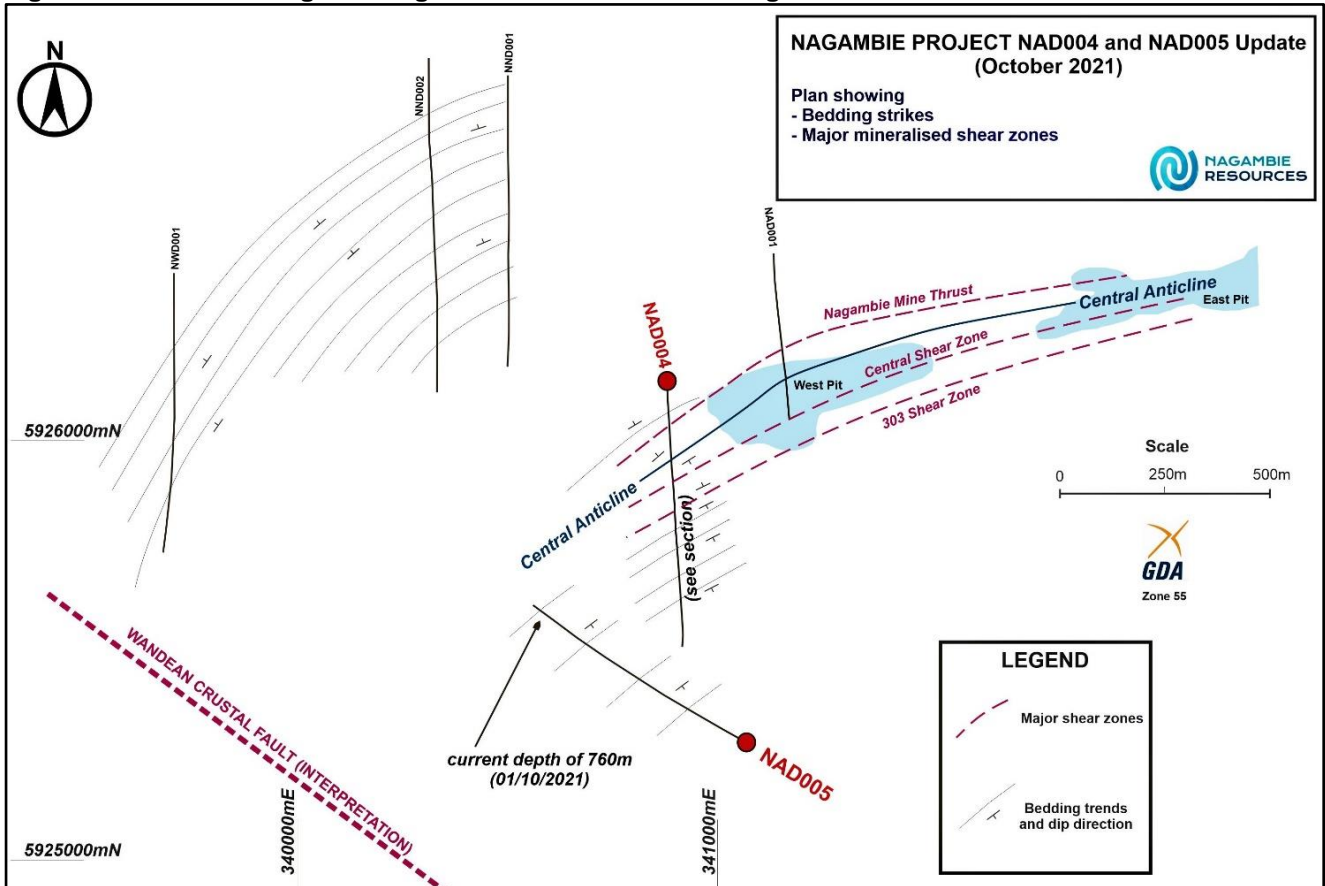 N
NAGAMBIE PROJECT NAD004 and NAD005 Update
(October 2021)
Plan showing
- Bedding strikes
- Major mineralised shear zones
NAGAMBIE
RESOURCES
NWD001
NND002
NND001
NAD001
NAD004
Nagambie Mine Thrust
Central Anticline
East Pit
Central Shear Zone
West Pit
303 Shear Zone
5926000mN
Central Anticline
(see section)
Scale
0
250m
500m
GDA
Zone 55
WANDEAN CRUSTAL FAULT (INTERPRETATION)
current depth of 760m
(01/10/2021)
NAD005
LEGEND
Major shear zones
Bedding trends
and dip direction
5925000mN
340000mE
341000mE